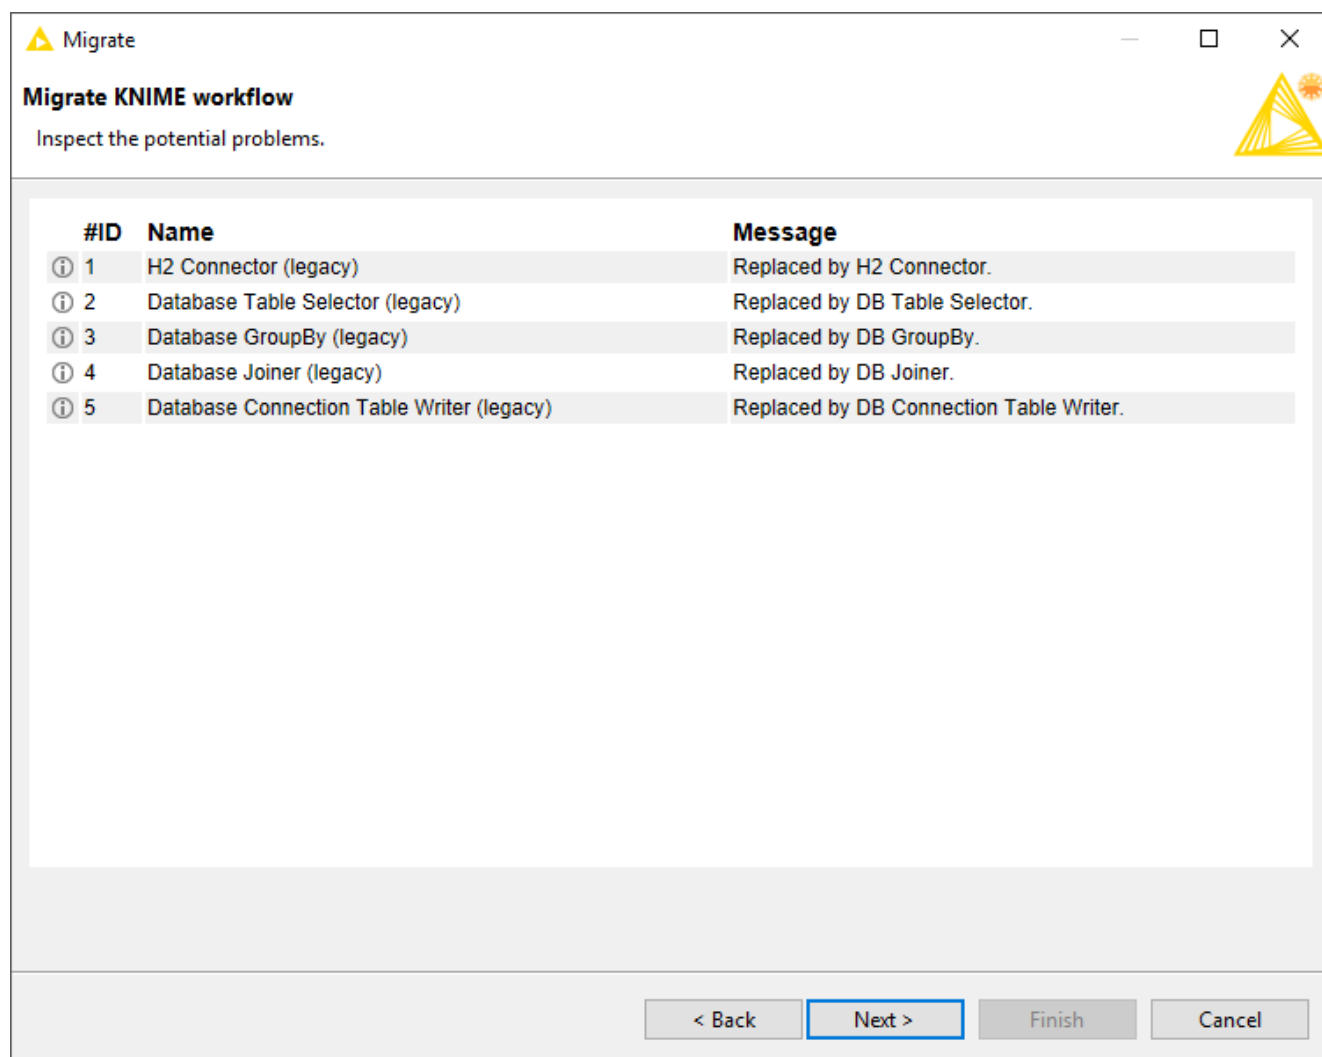 Migrate
Migrate KNIME workflow
Inspect the potential problems.
#ID Name Message
1 H2 Connector (legacy) Replaced by H2 Connector.
2 Database Table Selector (legacy) Replaced by DB Table Selector.
3 Database GroupBy (legacy) Replaced by DB GroupBy.
4 Database Joiner (legacy) Replaced by DB Joiner.
5 Database Connection Table Writer (legacy) Replaced by DB Connection Table Writer.
< Back Next > Finish Cancel